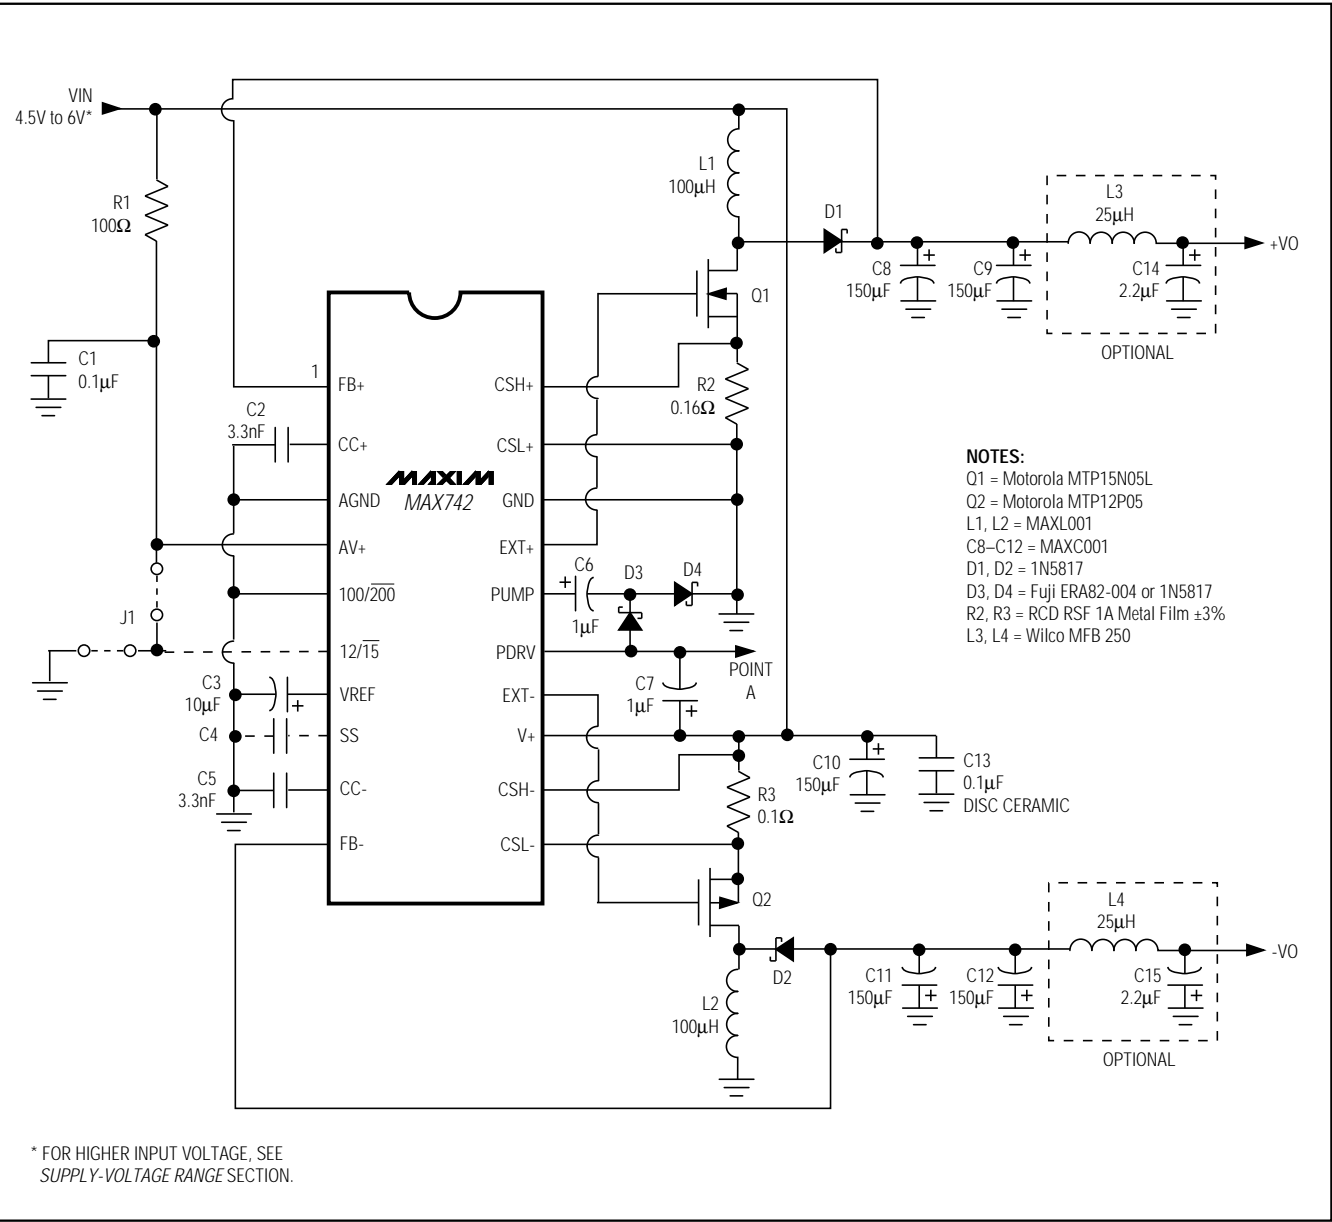 VIN
4.5V to 6V*
R1
100Ω
C1
0.1µF
C2
3.3nF
J1
C3
10µF
+
C4
C5
3.3nF
1
FB+
CC+
AGND
AV+
100/200
12/15
VREF
SS
CC-
FB-
MAXIM
MAX742
CSH+
CSL+
GND
EXT+
PUMP
PDRV
EXT-
V+
CSH-
CSL-
L1
100µH
Q1
R2
0.16Ω
D1
C8
150µF
+
C9
150µF
+
L3
25µH
C14
2.2µF
+
+VO
OPTIONAL
NOTES:
Q1 = Motorola MTP15N05L
Q2 = Motorola MTP12P05
L1, L2 = MAXL001
C8–C12 = MAXC001
D1, D2 = 1N5817
D3, D4 = Fuji ERA82-004 or 1N5817
R2, R3 = RCD RSF 1A Metal Film ±3%
L3, L4 = Wilco MFB 250
C6
+
1µF
D3
D4
POINT
A
C7
1µF
+
C10
150µF
+
C13
0.1µF
DISC CERAMIC
R3
0.1Ω
Q2
D2
L2
100µH
C11
150µF
+
C12
150µF
+
L4
25µH
C15
2.2µF
+
-VO
OPTIONAL
* FOR HIGHER INPUT VOLTAGE, SEE
SUPPLY-VOLTAGE RANGE SECTION.